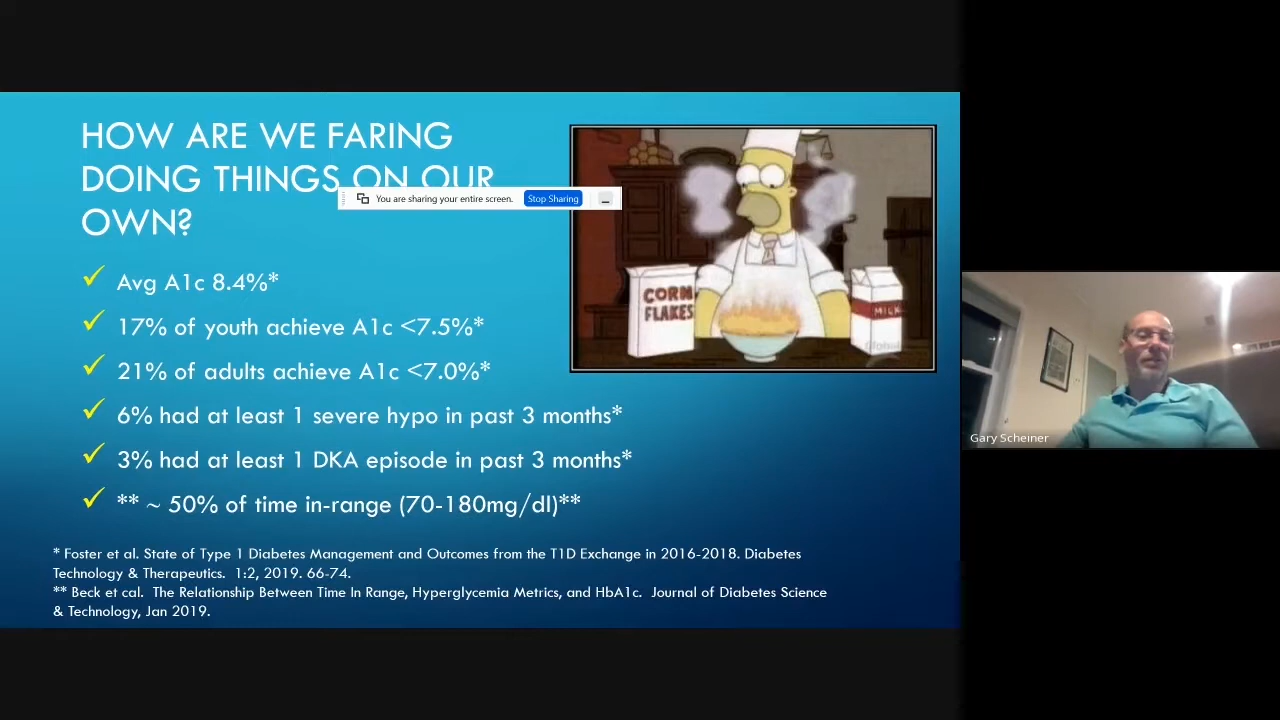 HOW ARE WE FARING
DOING THINGS ON OUR
OWN?
You are sharing your entire screen.
Stop Sharing
CORN
FLAKES
MILK
Global
✓ Avg A1c 8.4%*
✓ 17% of youth achieve A1c <7.5%*
✓ 21% of adults achieve A1c <7.0%*
✓ 6% had at least 1 severe hypo in past 3 months*
✓ 3% had at least 1 DKA episode in past 3 months*
✓ ** ~ 50% of time in-range (70-180mg/dl)**
* Foster et al. State of Type 1 Diabetes Management and Outcomes from the T1D Exchange in 2016-2018. Diabetes
Technology & Therapeutics. 1:2, 2019. 66-74.
** Beck et cal. The Relationship Between Time In Range, Hyperglycemia Metrics, and HbA1c. Journal of Diabetes Science
& Technology, Jan 2019.
Gary Scheiner